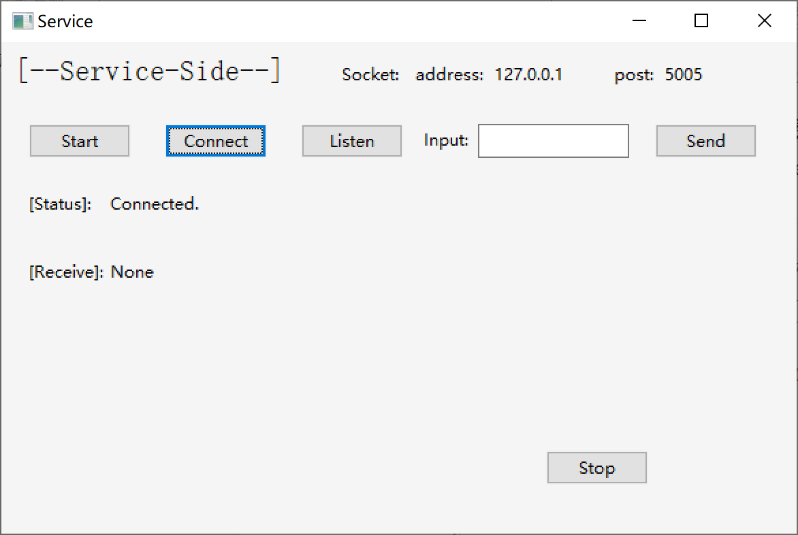 Service
[--Service-Side--] Socket: address: 127.0.0.1 post: 5005
Start Connect Listen Input: Send
[Status]: Connected.
[Receive]: None
Stop